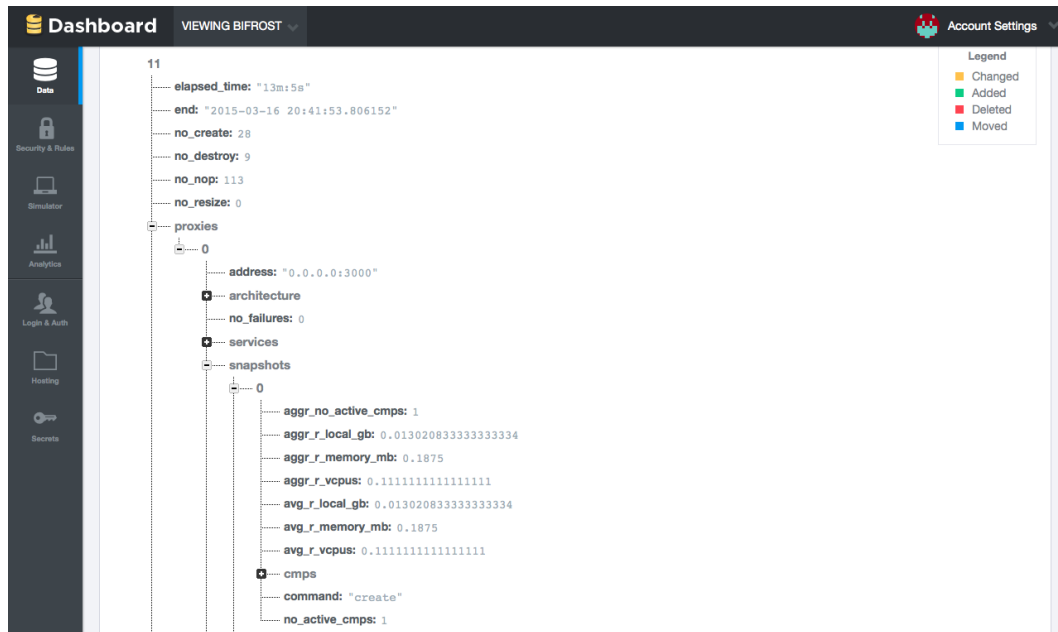 Dashboard
VIEWING BIFROST
Account Settings
Data
Security & Rules
Simulator
Analytics
Login & Auth
Hosting
Secrets
11
elapsed_time: "13m:5s"
end: "2015-03-16 20:41:53.806152"
no_create: 28
no_destroy: 9
no_nop: 113
no_resize: 0
proxies
0
address: "0.0.0.0:3000"
architecture
no_failures: 0
services
snapshots
0
aggr_no_active_cmps: 1
aggr_r_local_gb: 0.013020833333333334
aggr_r_memory_mb: 0.1875
aggr_r_vcpus: 0.1111111111111111
avg_r_local_gb: 0.013020833333333334
avg_r_memory_mb: 0.1875
avg_r_vcpus: 0.1111111111111111
cmps
command: "create"
no_active_cmps: 1
Legend
Changed
Added
Deleted
Moved